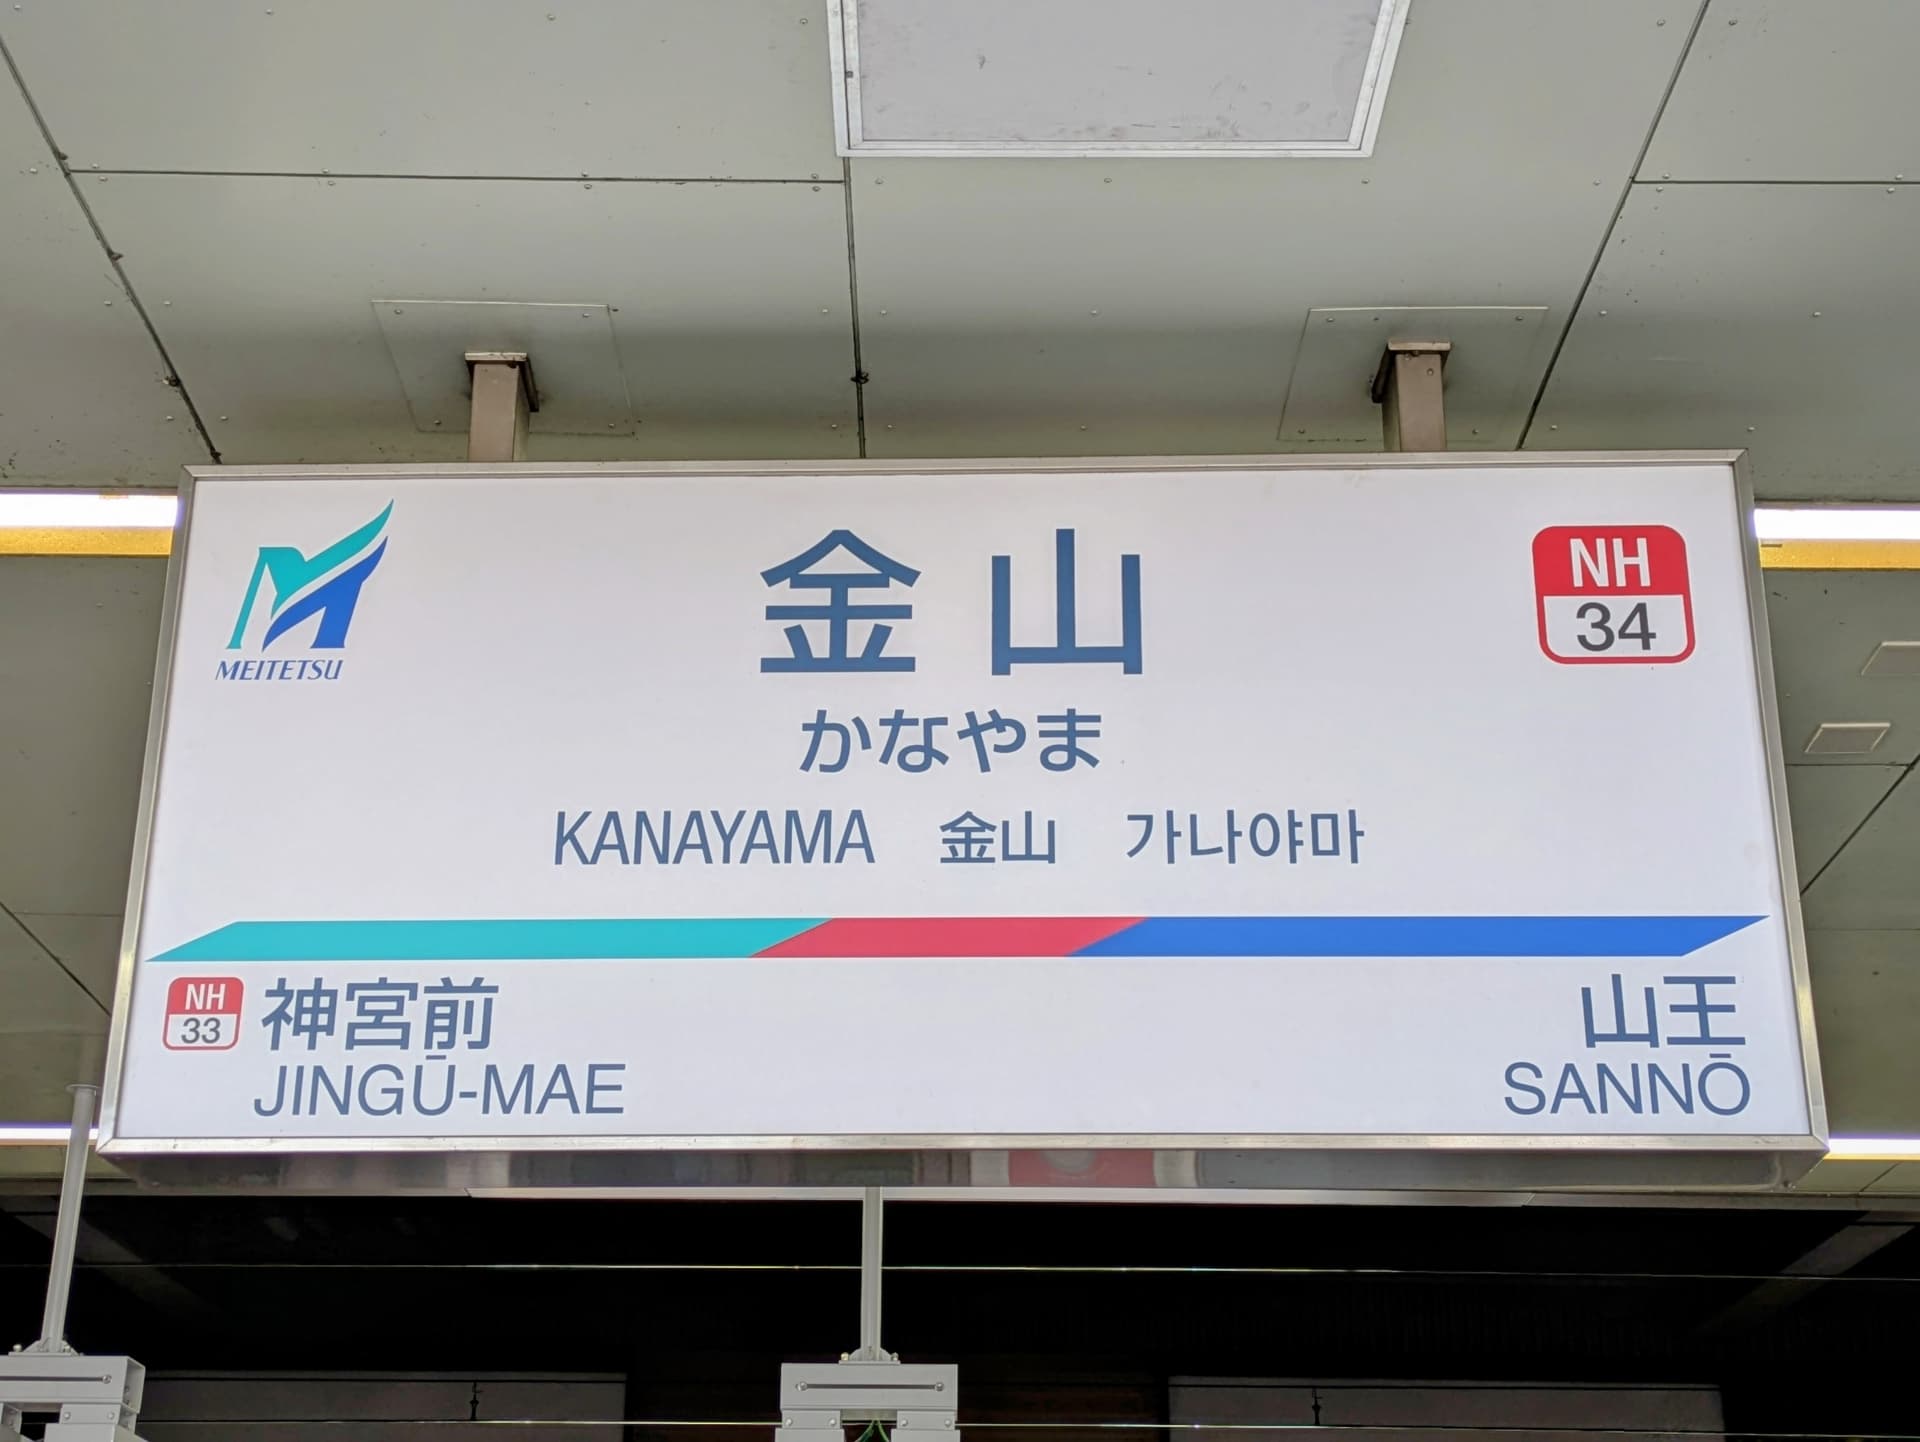 MEITETSU
金山
NH
34
かなやま
KANAYAMA 金山 가나야마
NH
33
神宮前
JINGŪ-MAE
山王
SANNŌ